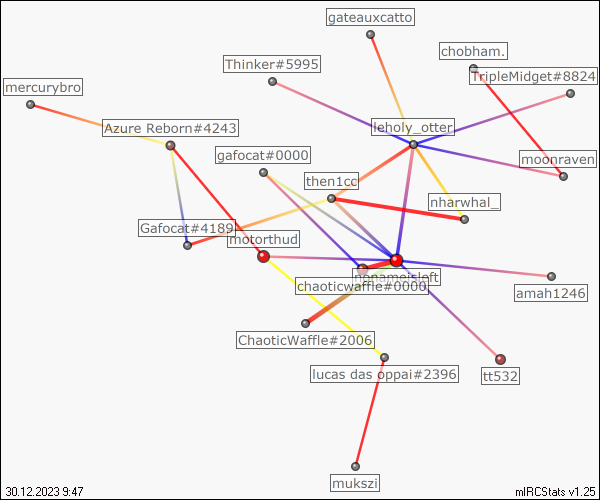 gateauxcatto
chobham.
Thinker#5995
TripleMidget#8824
mercurybro
Azure Reborn#4243
leholy_otter
gafocat#0000
moonraven
then1cc
nharwhal_
Gafocat#4189
motorthud
nonameisloft
chaoticwaffle#0000
amah1246
ChaoticWaffle#2006
lucas das oppai#2396
tt532
mukszi
30.12.2023 9:47
mIRCStats v1.25